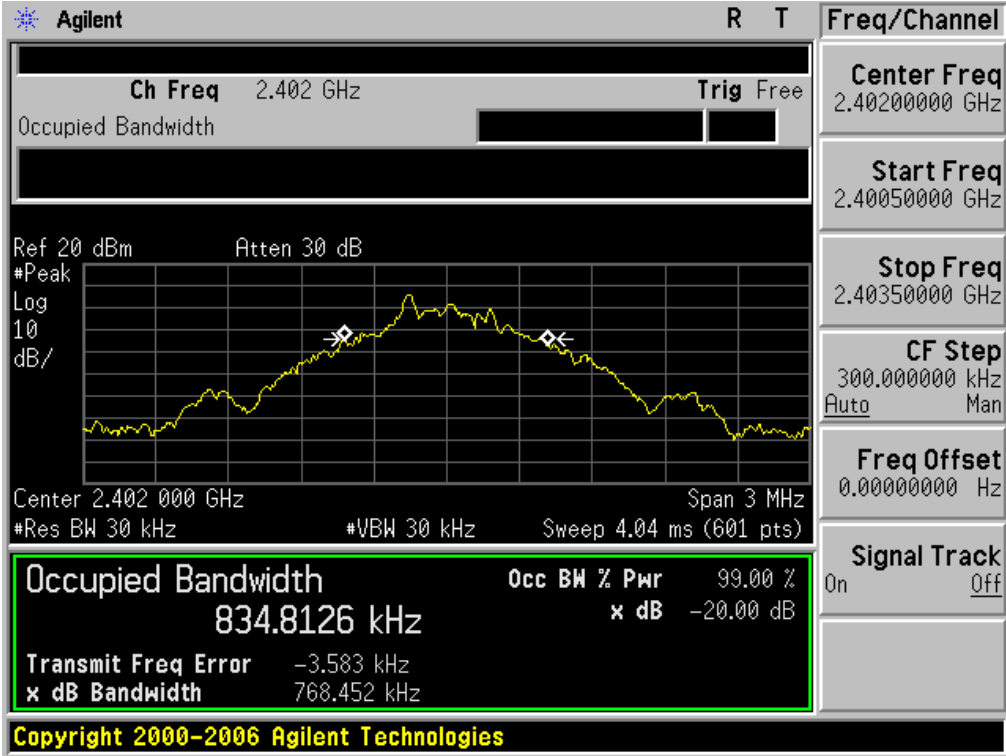 Agilent R T
Ch Freq 2.402 GHz Trig Free
Occupied Bandwidth
Ref 20 dBm Atten 30 dB
#Peak
Log
10
dB/
Center 2.402 000 GHz Span 3 MHz
#Res BW 30 kHz #VBW 30 kHz Sweep 4.04 ms (601 pts)
Occupied Bandwidth Occ BW % Pwr 99.00 %
834.8126 kHz x dB -20.00 dB
Transmit Freq Error -3.583 kHz
x dB Bandwidth 768.452 kHz
Copyright 2000-2006 Agilent Technologies
Freq/Channel
Center Freq
2.40200000 GHz
Start Freq
2.40050000 GHz
Stop Freq
2.40350000 GHz
CF Step
300.000000 kHz
Auto Man
Freq Offset
0.00000000 Hz
Signal Track
On Off